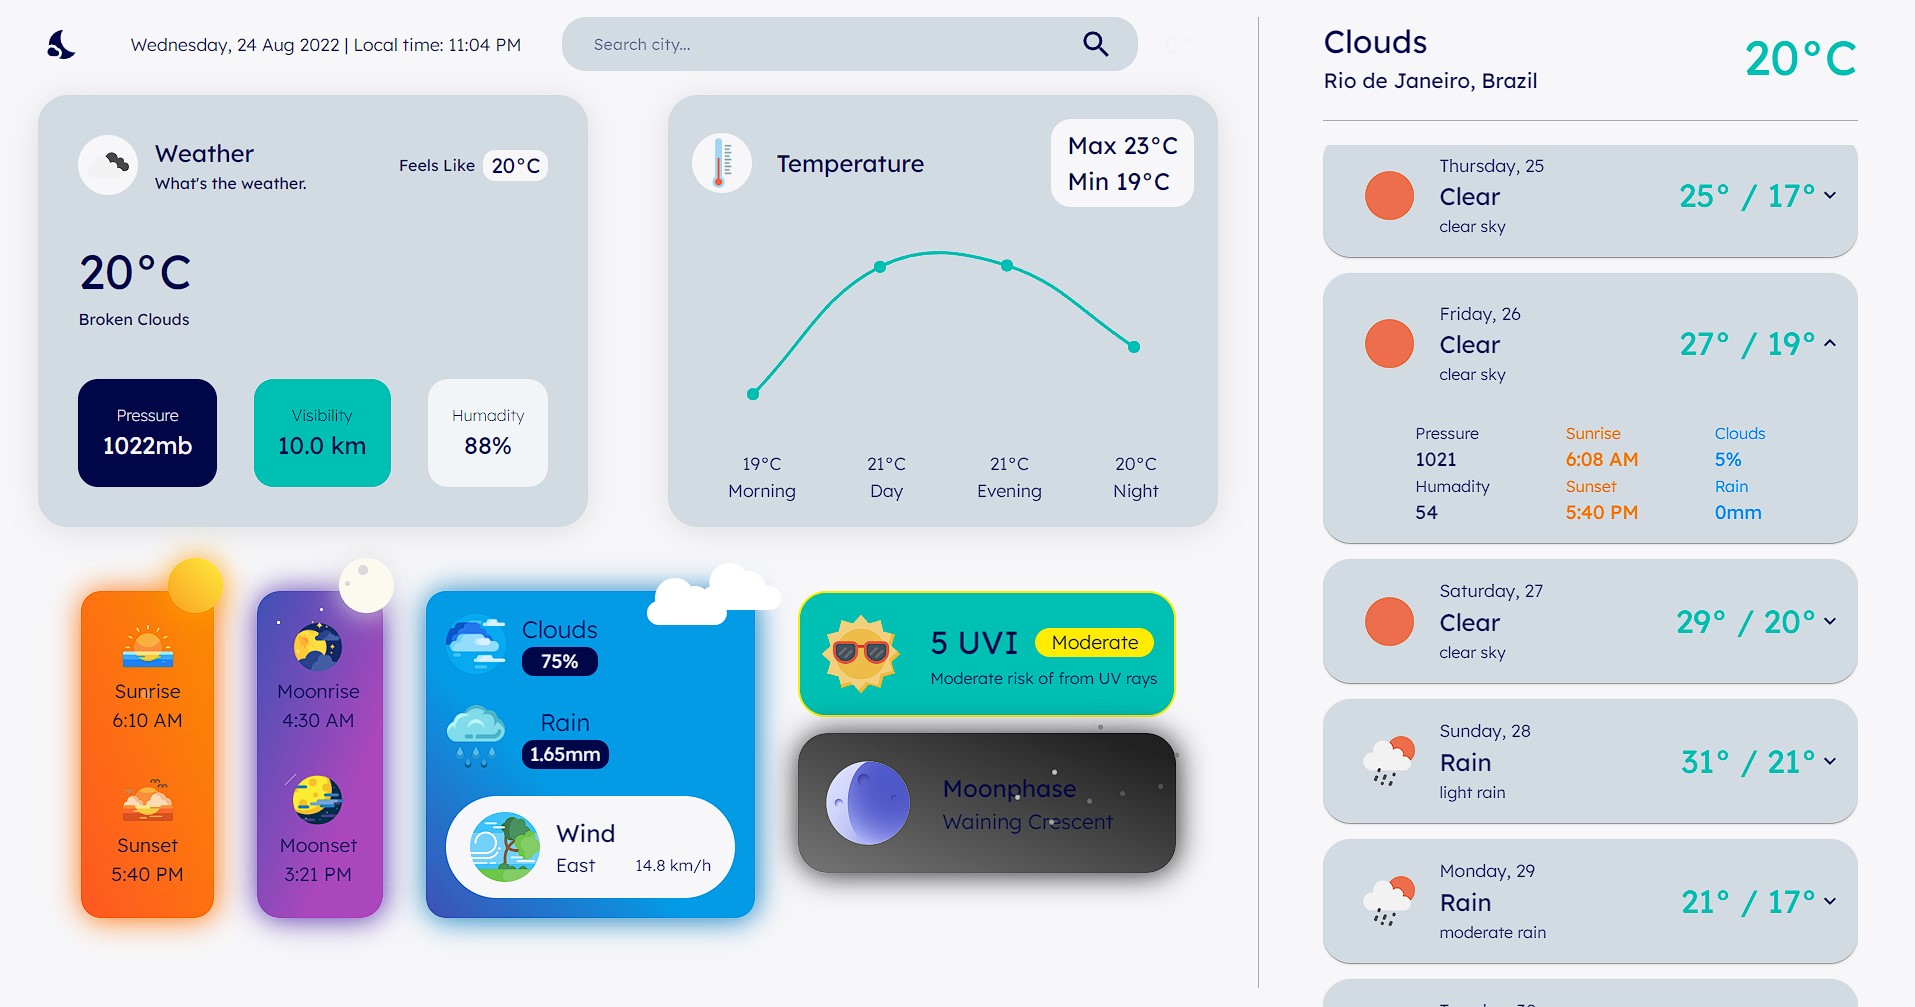 Wednesday, 24 Aug 2022 | Local time: 11:04 PM
Search city...
Weather
What's the weather.
Feels Like 20°C
20°C
Broken Clouds
Pressure
1022mb
Visibility
10.0 km
Humadity
88%
Temperature
Max 23°C
Min 19°C
19°C
Morning
21°C
Day
21°C
Evening
20°C
Night
Sunrise
6:10 AM
Sunset
5:40 PM
Moonrise
4:30 AM
Moonset
3:21 PM
Clouds
75%
Rain
1.65mm
Wind
East 14.8 km/h
5 UVI Moderate
Moderate risk of from UV rays
Moonphase
Waining Crescent
Clouds
Rio de Janeiro, Brazil
20°C
Thursday, 25
Clear
clear sky
25° / 17°
Friday, 26
Clear
clear sky
27° / 19°
Pressure
1021
Humadity
54
Sunrise
6:08 AM
Sunset
5:40 PM
Clouds
5%
Rain
0mm
Saturday, 27
Clear
clear sky
29° / 20°
Sunday, 28
Rain
light rain
31° / 21°
Monday, 29
Rain
moderate rain
21° / 17°